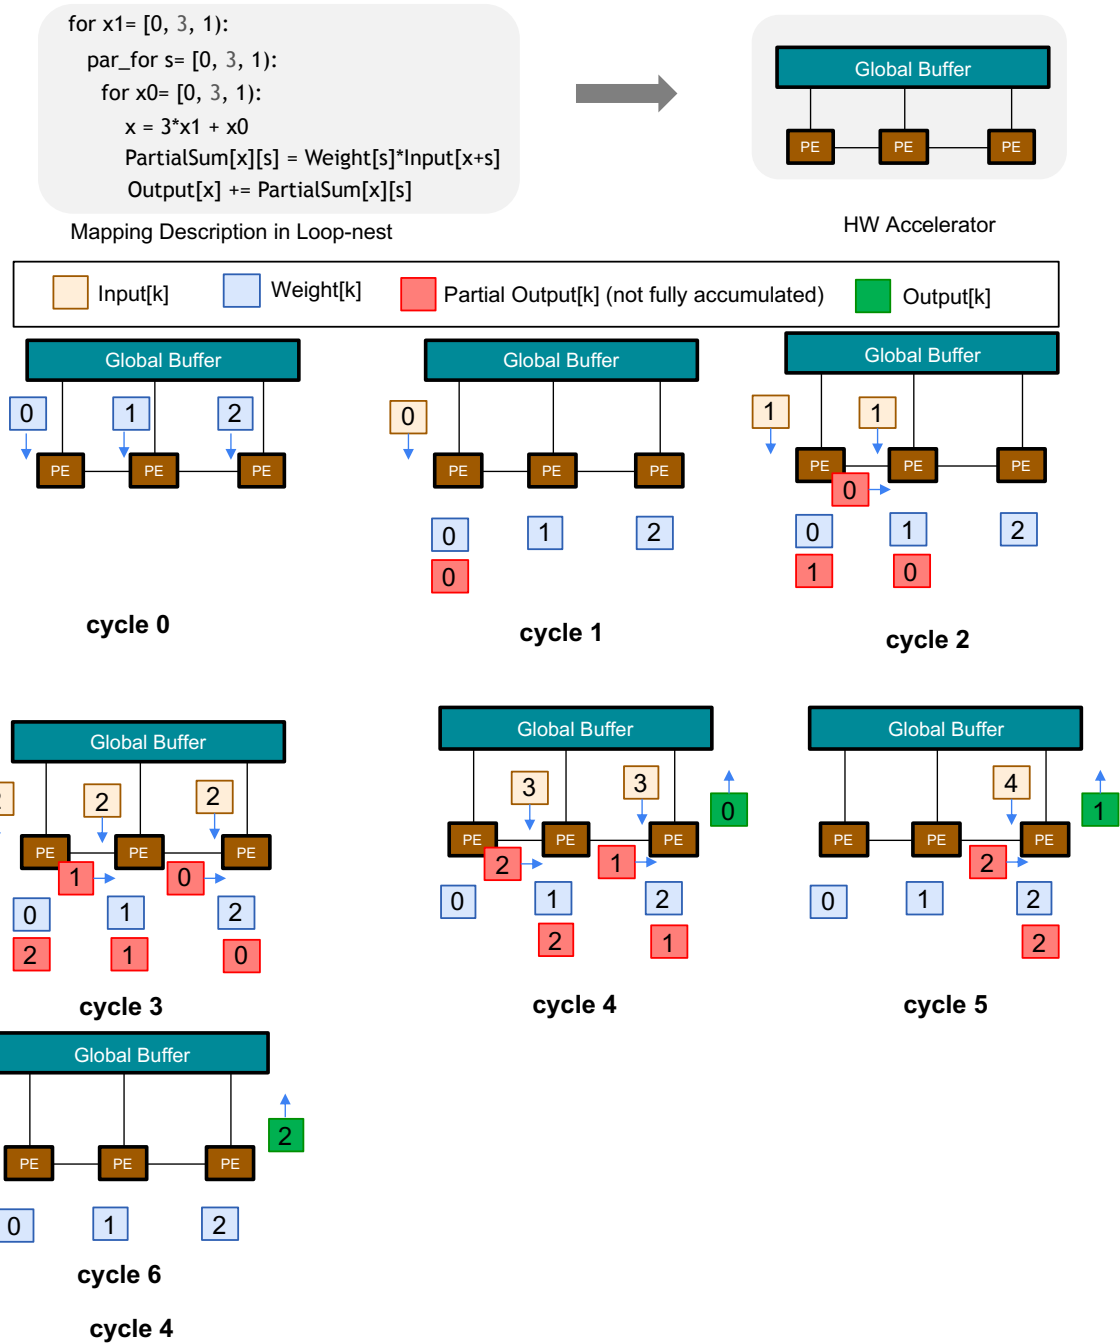 for x1= [0, 3, 1):
par_for s= [0, 3, 1):
for x0= [0, 3, 1):
x = 3*x1 + x0
PartialSum[x][s] = Weight[s]*Input[x+s]
Output[x] += PartialSum[x][s]
Mapping Description in Loop-nest
Global Buffer
PE PE PE
HW Accelerator
Input[k] Weight[k] Partial Output[k] (not fully accumulated) Output[k]
Global Buffer
0 1 2
PE PE PE
cycle 0
Global Buffer
0
PE PE PE
0 1 2
0
cycle 1
Global Buffer
1 1
PE PE PE
0
0 1 2
1 0
cycle 2
Global Buffer
2 2 2
PE PE PE
1 0
0 1 2
2 1 0
cycle 3
Global Buffer
3 3
0
PE PE PE
2 1
0 1 2
2 1
cycle 4
Global Buffer
4
1
PE PE PE
2
0 1 2
2
cycle 5
Global Buffer
2
PE PE PE
0 1 2
cycle 6
cycle 4